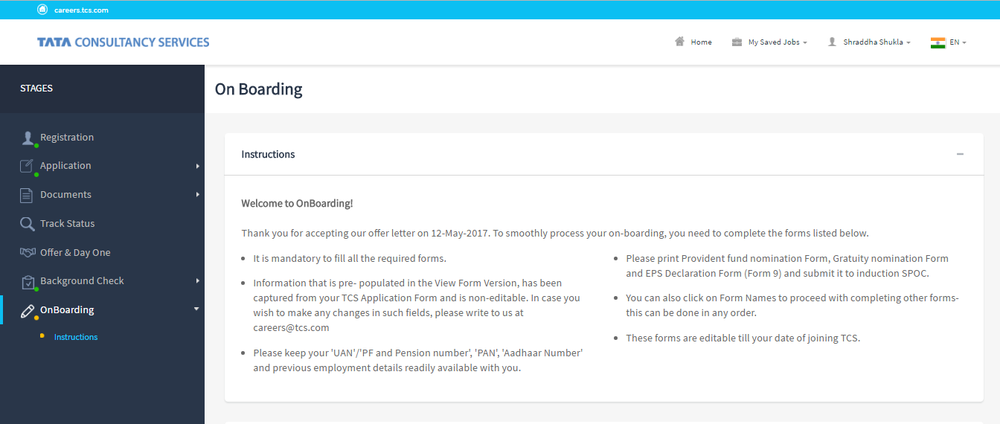 careers.tcs.com
TATA CONSULTANCY SERVICES
Home
My Saved Jobs
Shraddha Shukla
EN
STAGES
Registration
Application
Documents
Track Status
Offer & Day One
Background Check
OnBoarding
Instructions
On Boarding
Instructions
Welcome to OnBoarding!
Thank you for accepting our offer letter on 12-May-2017. To smoothly process your on-boarding, you need to complete the forms listed below.
It is mandatory to fill all the required forms.
Information that is pre- populated in the View Form Version, has been
captured from your TCS Application Form and is non-editable. In case you
wish to make any changes in such fields, please write to us at
careers@tcs.com
Please keep your 'UAN'/'PF and Pension number', 'PAN', 'Aadhaar Number'
and previous employment details readily available with you.
Please print Provident fund nomination Form, Gratuity nomination Form
and EPS Declaration Form (Form 9) and submit it to induction SPOC.
You can also click on Form Names to proceed with completing other forms-
this can be done in any order.
These forms are editable till your date of joining TCS.